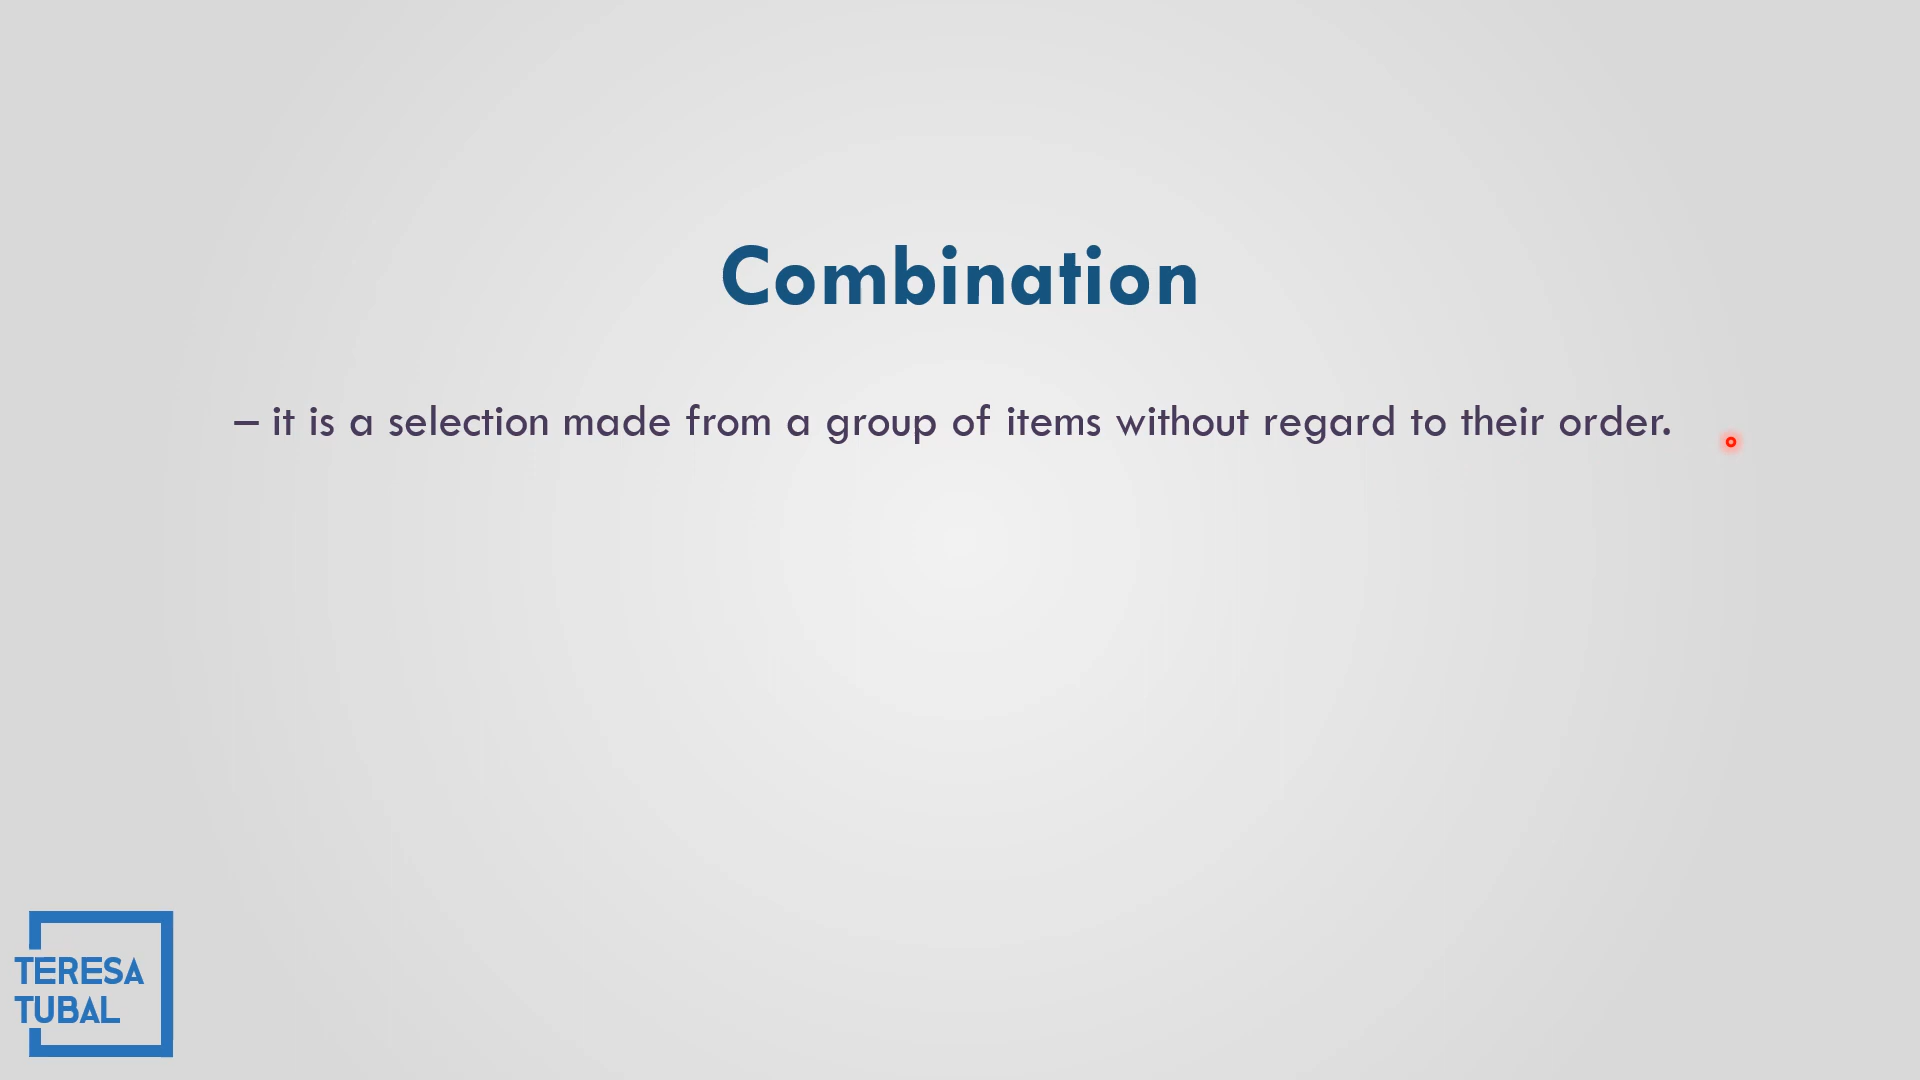 Combination
– it is a selection made from a group of items without regard to their order.
TERESA
TUBAL